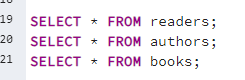 19 SELECT * FROM readers;
20 SELECT * FROM authors;
21 SELECT * FROM books;